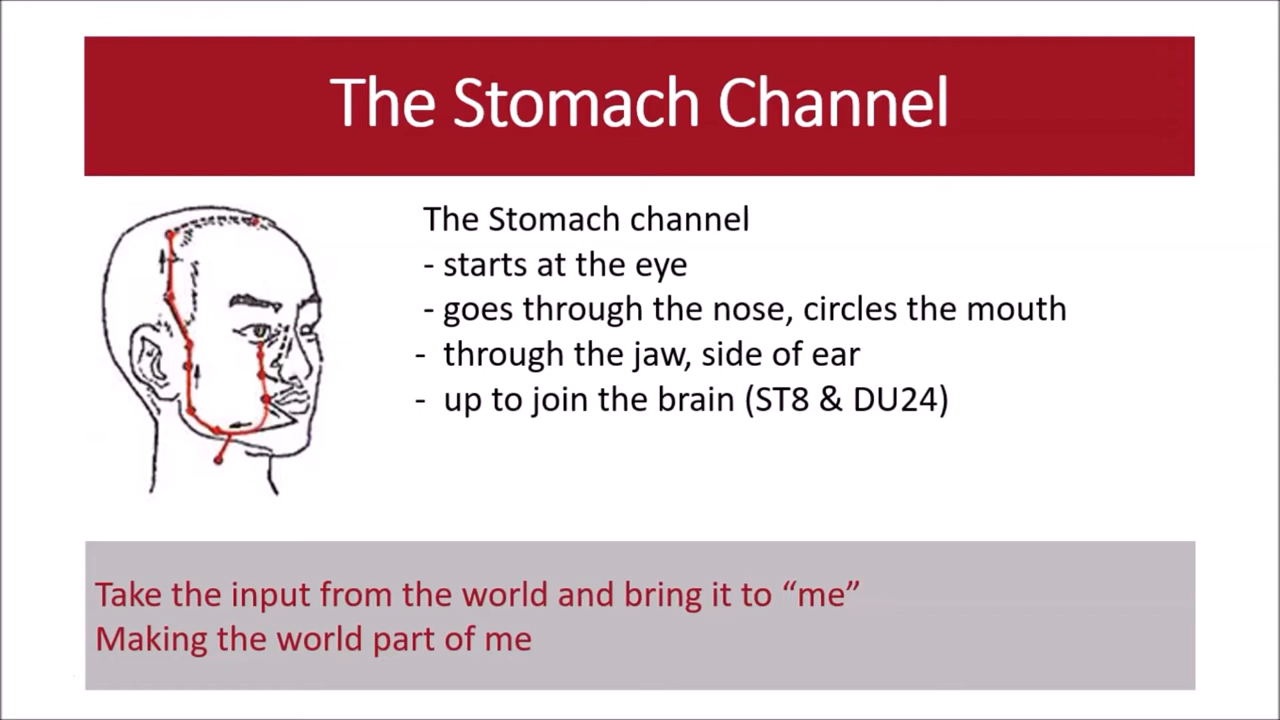 The Stomach Channel
The Stomach channel
- starts at the eye
- goes through the nose, circles the mouth
- through the jaw, side of ear
- up to join the brain (ST8 & DU24)
Take the input from the world and bring it to “me”
Making the world part of me